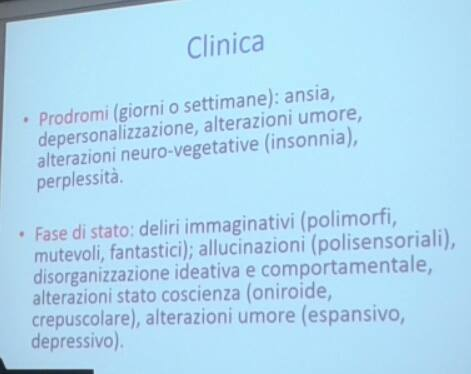 Clinica
• Prodromi (giorni o settimane): ansia,
depersonalizzazione, alterazioni umore,
alterazioni neuro-vegetative (insonnia),
perplessità.
• Fase di stato: deliri immaginativi (polimorfi,
mutevoli, fantastici); allucinazioni (polisensoriali),
disorganizzazione ideativa e comportamentale,
alterazioni stato coscienza (oniroide,
crepuscolare), alterazioni umore (espansivo,
depressivo).